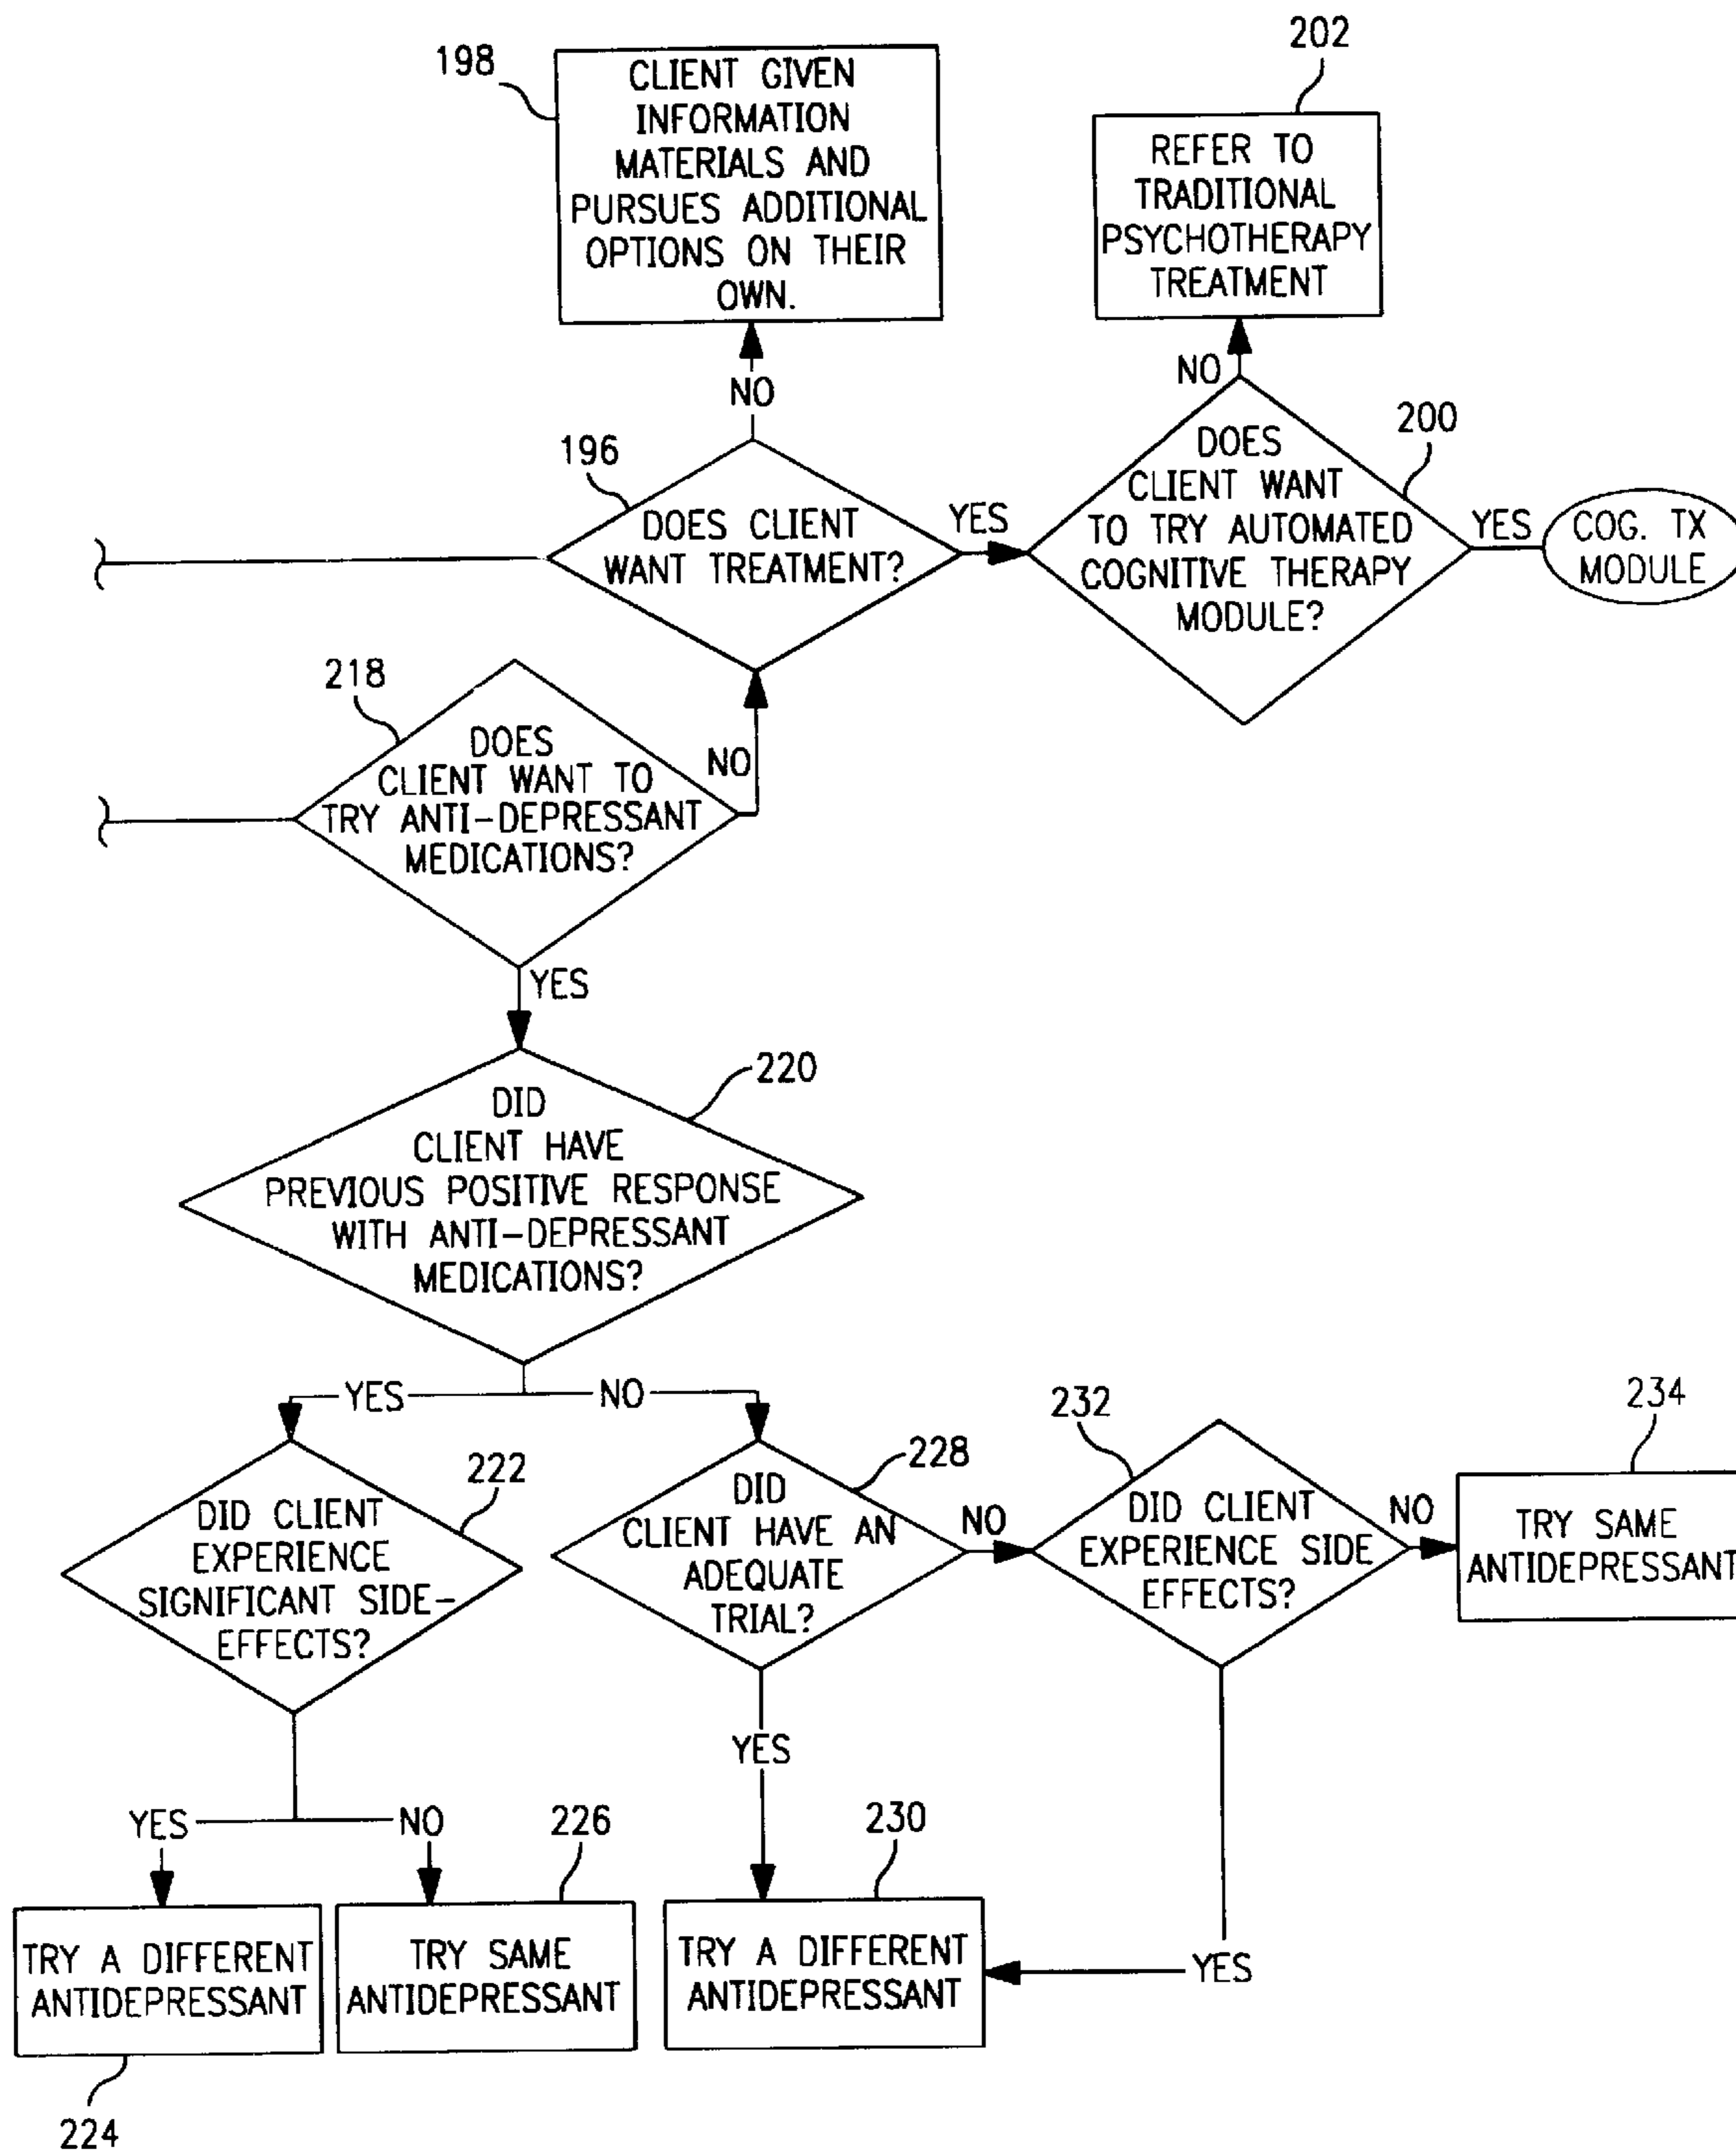 198
CLIENT GIVEN
INFORMATION
MATERIALS AND
PURSUES ADDITIONAL
OPTIONS ON THEIR
OWN.
202
REFER TO
TRADITIONAL
PSYCHOTHERAPY
TREATMENT
NO
NO
196
DOES CLIENT
WANT TREATMENT?
YES
200
DOES
CLIENT WANT
TO TRY AUTOMATED
COGNITIVE THERAPY
MODULE?
YES
COG. TX
MODULE
218
DOES
CLIENT WANT TO
TRY ANTI-DEPRESSANT
MEDICATIONS?
NO
YES
220
DID
CLIENT HAVE
PREVIOUS POSITIVE RESPONSE
WITH ANTI-DEPRESSANT
MEDICATIONS?
YES
NO
222
DID CLIENT
EXPERIENCE
SIGNIFICANT SIDE-
EFFECTS?
228
DID
CLIENT HAVE AN
ADEQUATE
TRIAL?
NO
232
DID CLIENT
EXPERIENCE SIDE
EFFECTS?
NO
234
TRY SAME
ANTIDEPRESSANT
YES
NO
YES
YES
224
TRY A DIFFERENT
ANTIDEPRESSANT
226
TRY SAME
ANTIDEPRESSANT
230
TRY A DIFFERENT
ANTIDEPRESSANT